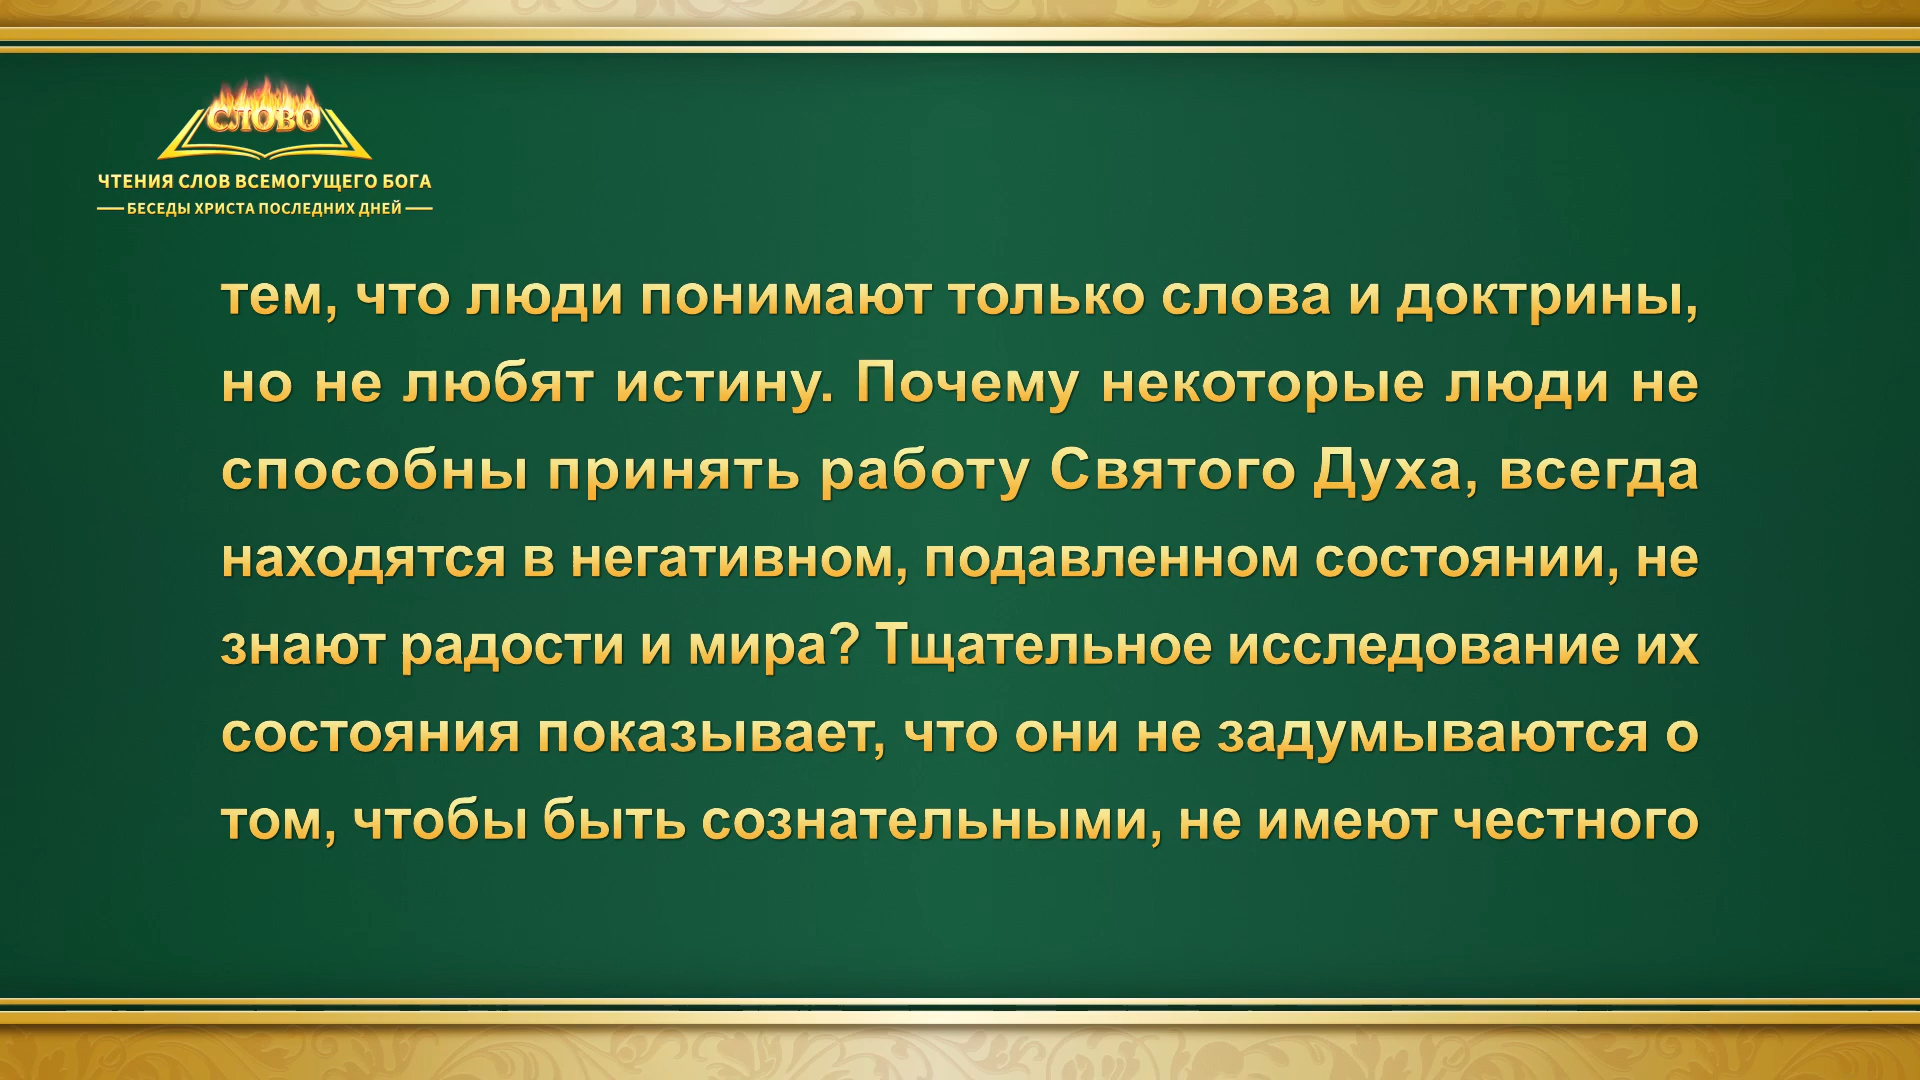 СЛОВО
ЧТЕНИЯ СЛОВ ВСЕМОГУЩЕГО БОГА
БЕСЕДЫ ХРИСТА ПОСЛЕДНИХ ДНЕЙ
тем, что люди понимают только слова и доктрины,
но не любят истину. Почему некоторые люди не
способны принять работу Святого Духа, всегда
находятся в негативном, подавленном состоянии, не
знают радости и мира? Тщательное исследование их
состояния показывает, что они не задумываются о
том, чтобы быть сознательными, не имеют честного